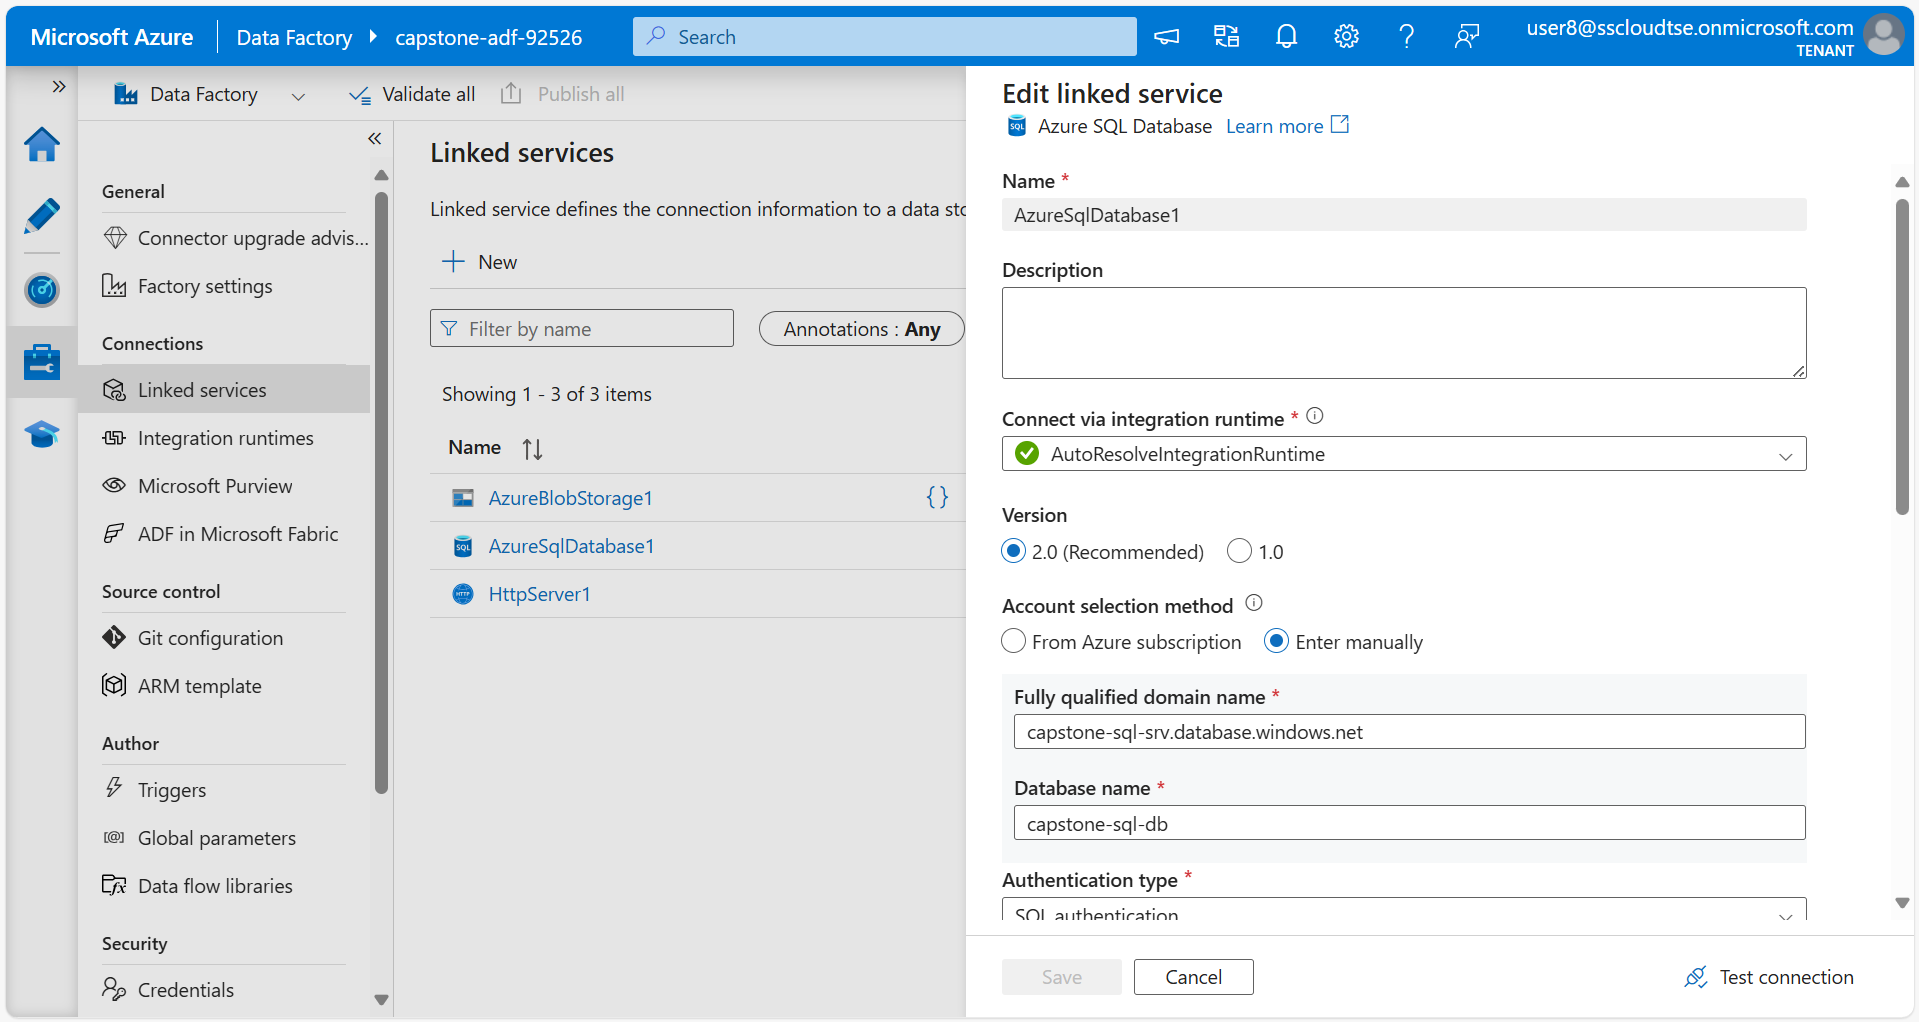 Microsoft Azure
Data Factory
capstone-adf-92526
Search
user8@sscloudtse.onmicrosoft.com
TENANT
Data Factory
Validate all
Publish all
General
Connector upgrade advis...
Factory settings
Connections
Linked services
Integration runtimes
Microsoft Purview
ADF in Microsoft Fabric
Source control
Git configuration
ARM template
Author
Triggers
Global parameters
Data flow libraries
Security
Credentials
Linked services
Linked service defines the connection information to a data sto
New
Filter by name
Annotations : Any
Showing 1 - 3 of 3 items
Name
AzureBlobStorage1
{}
SQL
AzureSqlDatabase1
HTTP
HttpServer1
Edit linked service
SQL
Azure SQL Database Learn more
Name *
AzureSqlDatabase1
Description
Connect via integration runtime *
AutoResolveIntegrationRuntime
Version
2.0 (Recommended) 1.0
Account selection method
From Azure subscription Enter manually
Fully qualified domain name *
capstone-sql-srv.database.windows.net
Database name *
capstone-sql-db
Authentication type *
SQL authentication
Save
Cancel
Test connection